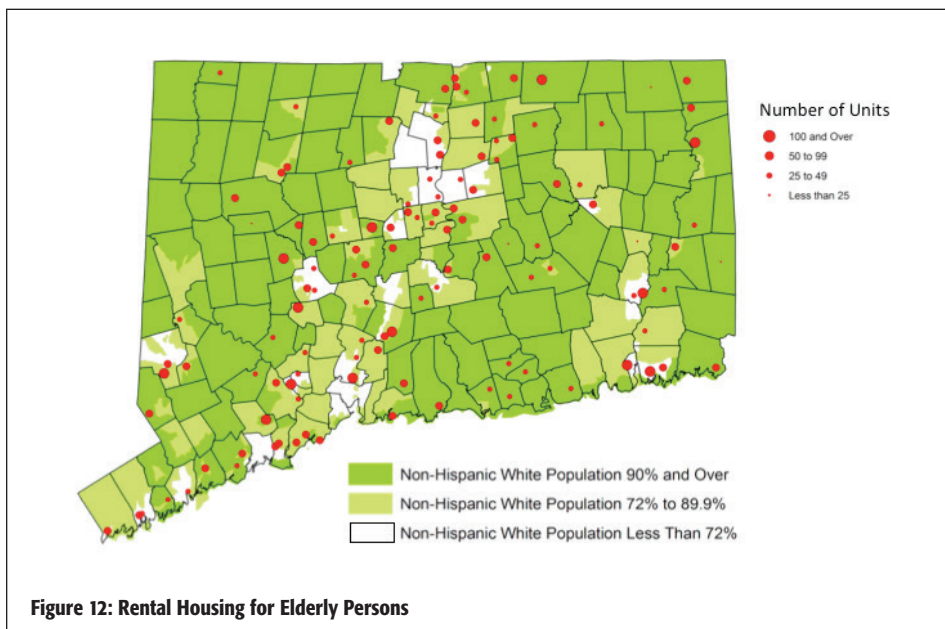 Number of Units
100 and Over
50 to 99
25 to 49
Less than 25
Non-Hispanic White Population 90% and Over
Non-Hispanic White Population 72% to 89.9%
Non-Hispanic White Population Less Than 72%
Figure 12: Rental Housing for Elderly Persons